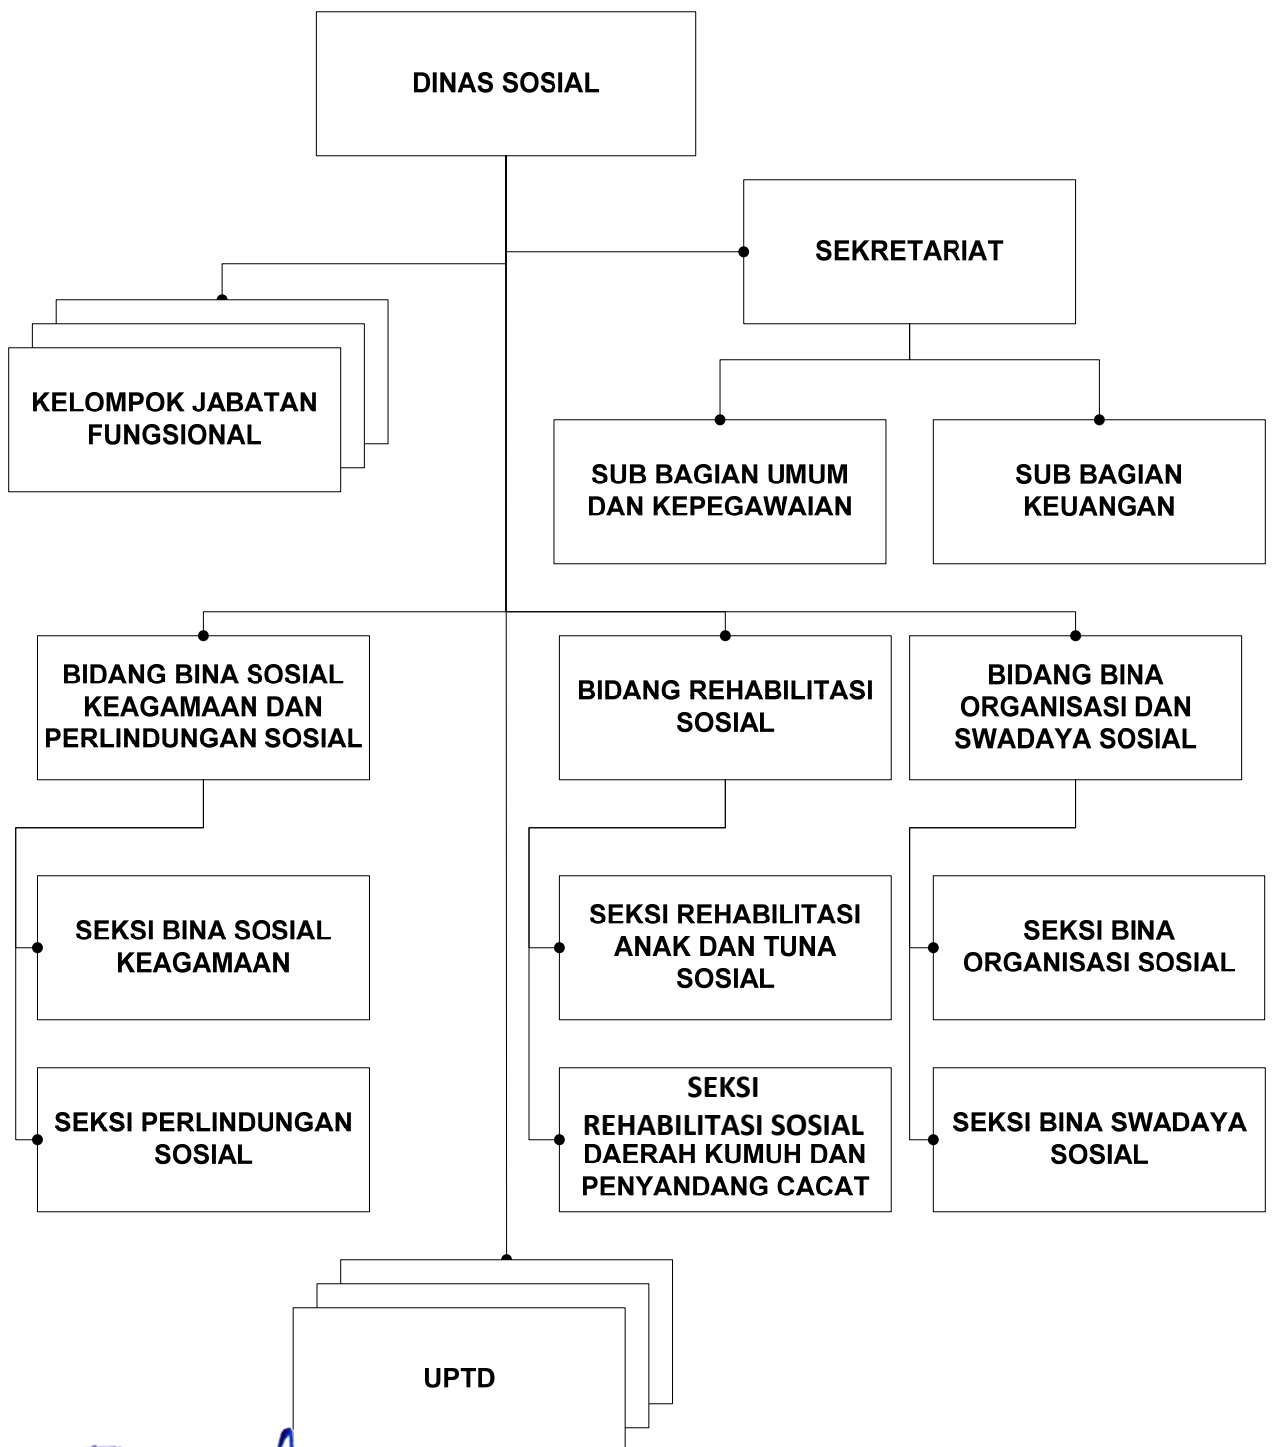 DINAS SOSIAL
SEKRETARIAT
KELOMPOK JABATAN
FUNGSIONAL
SUB BAGIAN UMUM
DAN KEPEGAWAIAN
SUB BAGIAN
KEUANGAN
BIDANG BINA SOSIAL
KEAGAMAAN DAN
PERLINDUNGAN SOSIAL
BIDANG REHABILITASI
SOSIAL
BIDANG BINA
ORGANISASI DAN
SWADAYA SOSIAL
SEKSI BINA SOSIAL
KEAGAMAAN
SEKSI REHABILITASI
ANAK DAN TUNA
SOSIAL
SEKSI BINA
ORGANISASI SOSIAL
SEKSI PERLINDUNGAN
SOSIAL
SEKSI
REHABILITASI SOSIAL
DAERAH KUMUH DAN
PENYANDANG CACAT
SEKSI BINA SWADAYA
SOSIAL
UPTD